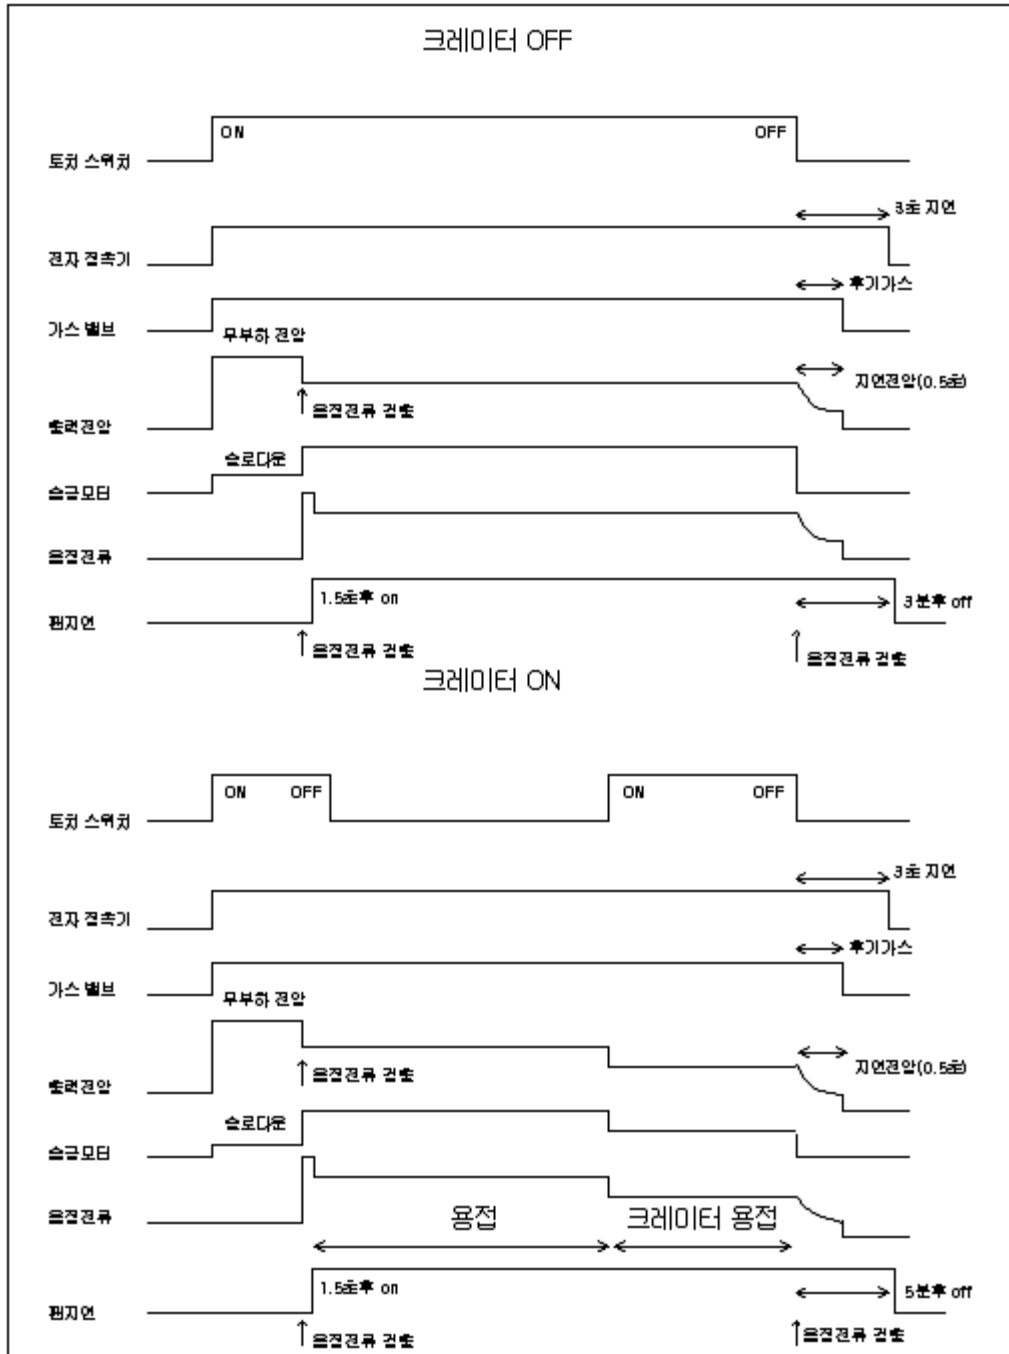 크레이터 OFF
ON OFF
토치 스위치
3초 지연
전자 접촉기
후기가스
가스 밸브
무부하 전압
지연전압(0.5초)
용접전류 검출
출력전압
슬로다운
송급모터
용접전류
1.5초후 on
3분후 off
팬지연
용접전류 검출
용접전류 검출
크레이터 ON
ON OFF ON OFF
토치 스위치
3초 지연
전자 접촉기
후기가스
가스 밸브
무부하 전압
지연전압(0.5초)
용접전류 검출
출력전압
슬로다운
송급모터
용접전류
용접 크레이터 용접
1.5초후 on
5분후 off
팬지연
용접전류 검출 용접전류 검출